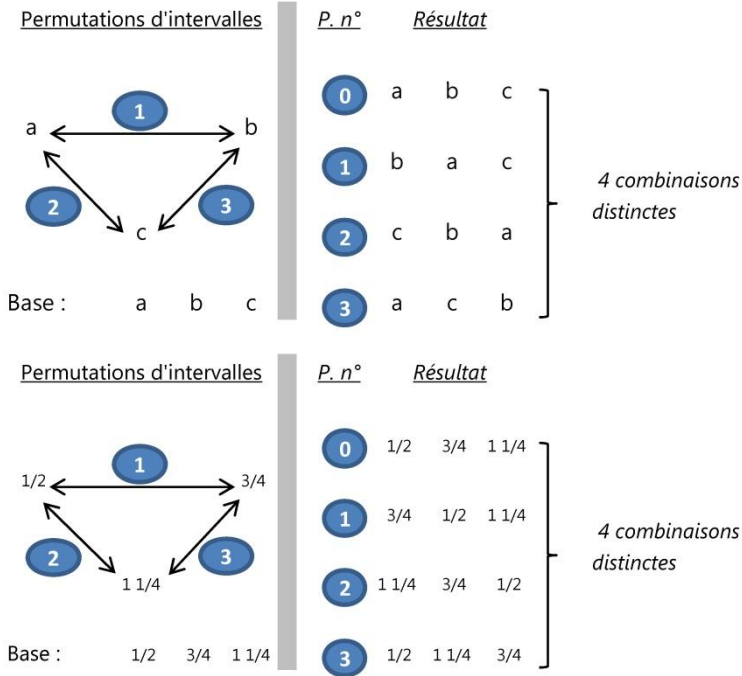 Permutations d'intervalles
P. n° Résultat
1
a b
2 3
c
Base : a b c
0 a b c
1 b a c
2 c b a
3 a c b
4 combinaisons
distinctes
Permutations d'intervalles
P. n° Résultat
1
1/2 3/4
2 3
1 1/4
Base : 1/2 3/4 1 1/4
0 1/2 3/4 1 1/4
1 3/4 1/2 1 1/4
2 1 1/4 3/4 1/2
3 1/2 1 1/4 3/4
4 combinaisons
distinctes